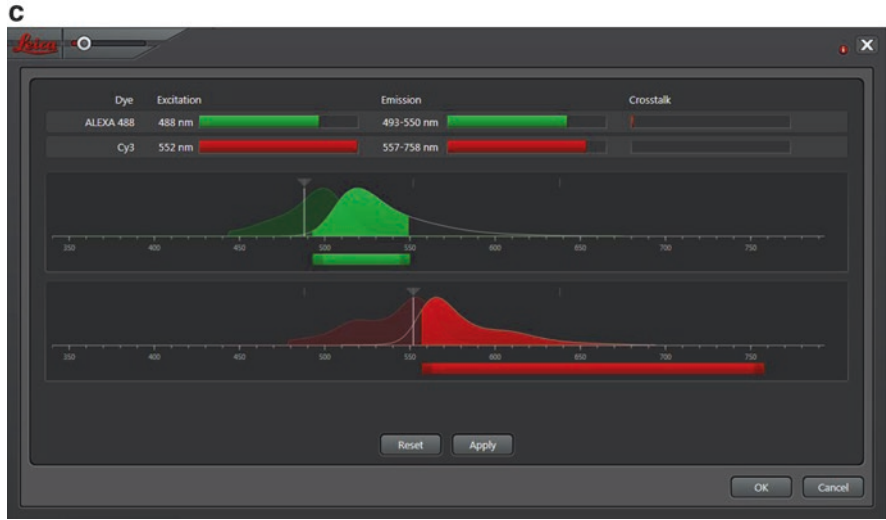 c
Leica
Dye Excitation Emission Crosstalk
ALEXA 488 488 nm 493-550 nm
Cy3 552 nm 557-758 nm
350 400 450 500 550 600 650 700 750
350 400 450 500 550 600 650 700 750
Reset Apply
OK Cancel